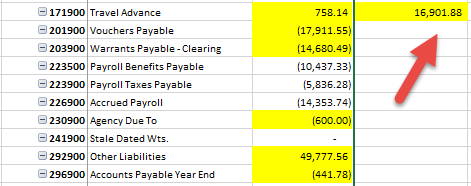 171900 Travel Advance 758.14 16,901.88
201900 Vouchers Payable (17,911.55)
203900 Warrants Payable - Clearing (14,680.49)
223500 Payroll Benefits Payable (10,437.33)
223900 Payroll Taxes Payable (5,836.28)
226900 Accrued Payroll (14,353.74)
230900 Agency Due To (600.00)
241900 Stale Dated Wts. -
292900 Other Liabilities 49,777.56
296900 Accounts Payable Year End (441.78)